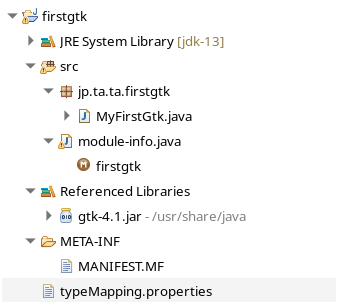 firstgtk
JRE System Library [jdk-13]
src
jp.ta.ta.firstgtk
MyFirstGtk.java
module-info.java
firstgtk
Referenced Libraries
gtk-4.1.jar - /usr/share/java
META-INF
MANIFEST.MF
typeMapping.properties